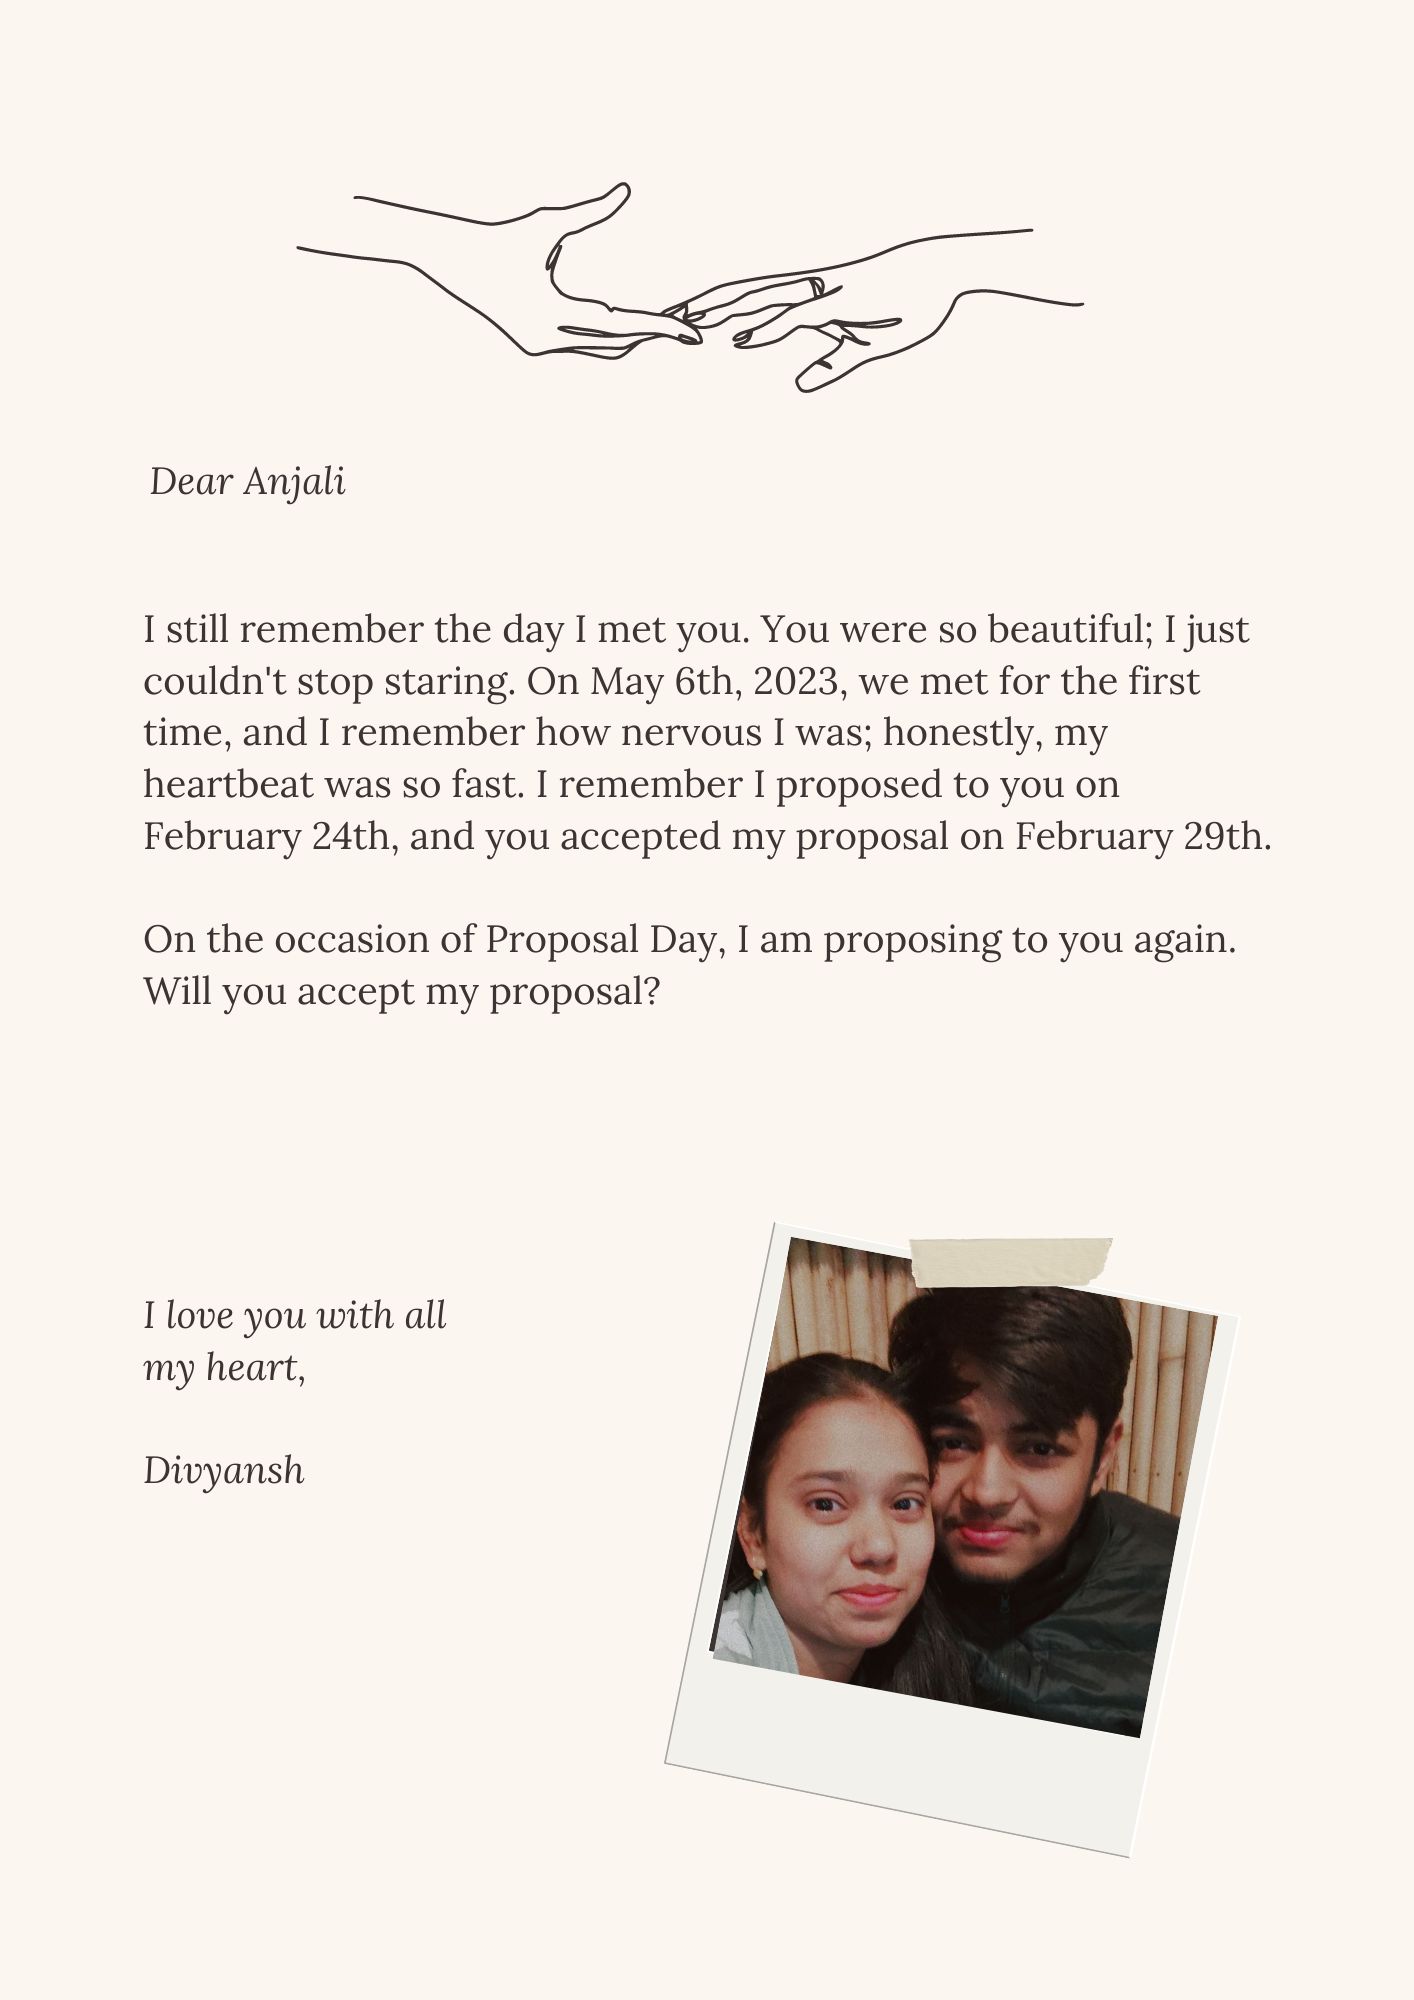 Dear Anjali
I still remember the day I met you. You were so beautiful; I just
couldn't stop staring. On May 6th, 2023, we met for the first
time, and I remember how nervous I was; honestly, my
heartbeat was so fast. I remember I proposed to you on
February 24th, and you accepted my proposal on February 29th.
On the occasion of Proposal Day, I am proposing to you again.
Will you accept my proposal?
I love you with all
my heart,
Divyansh